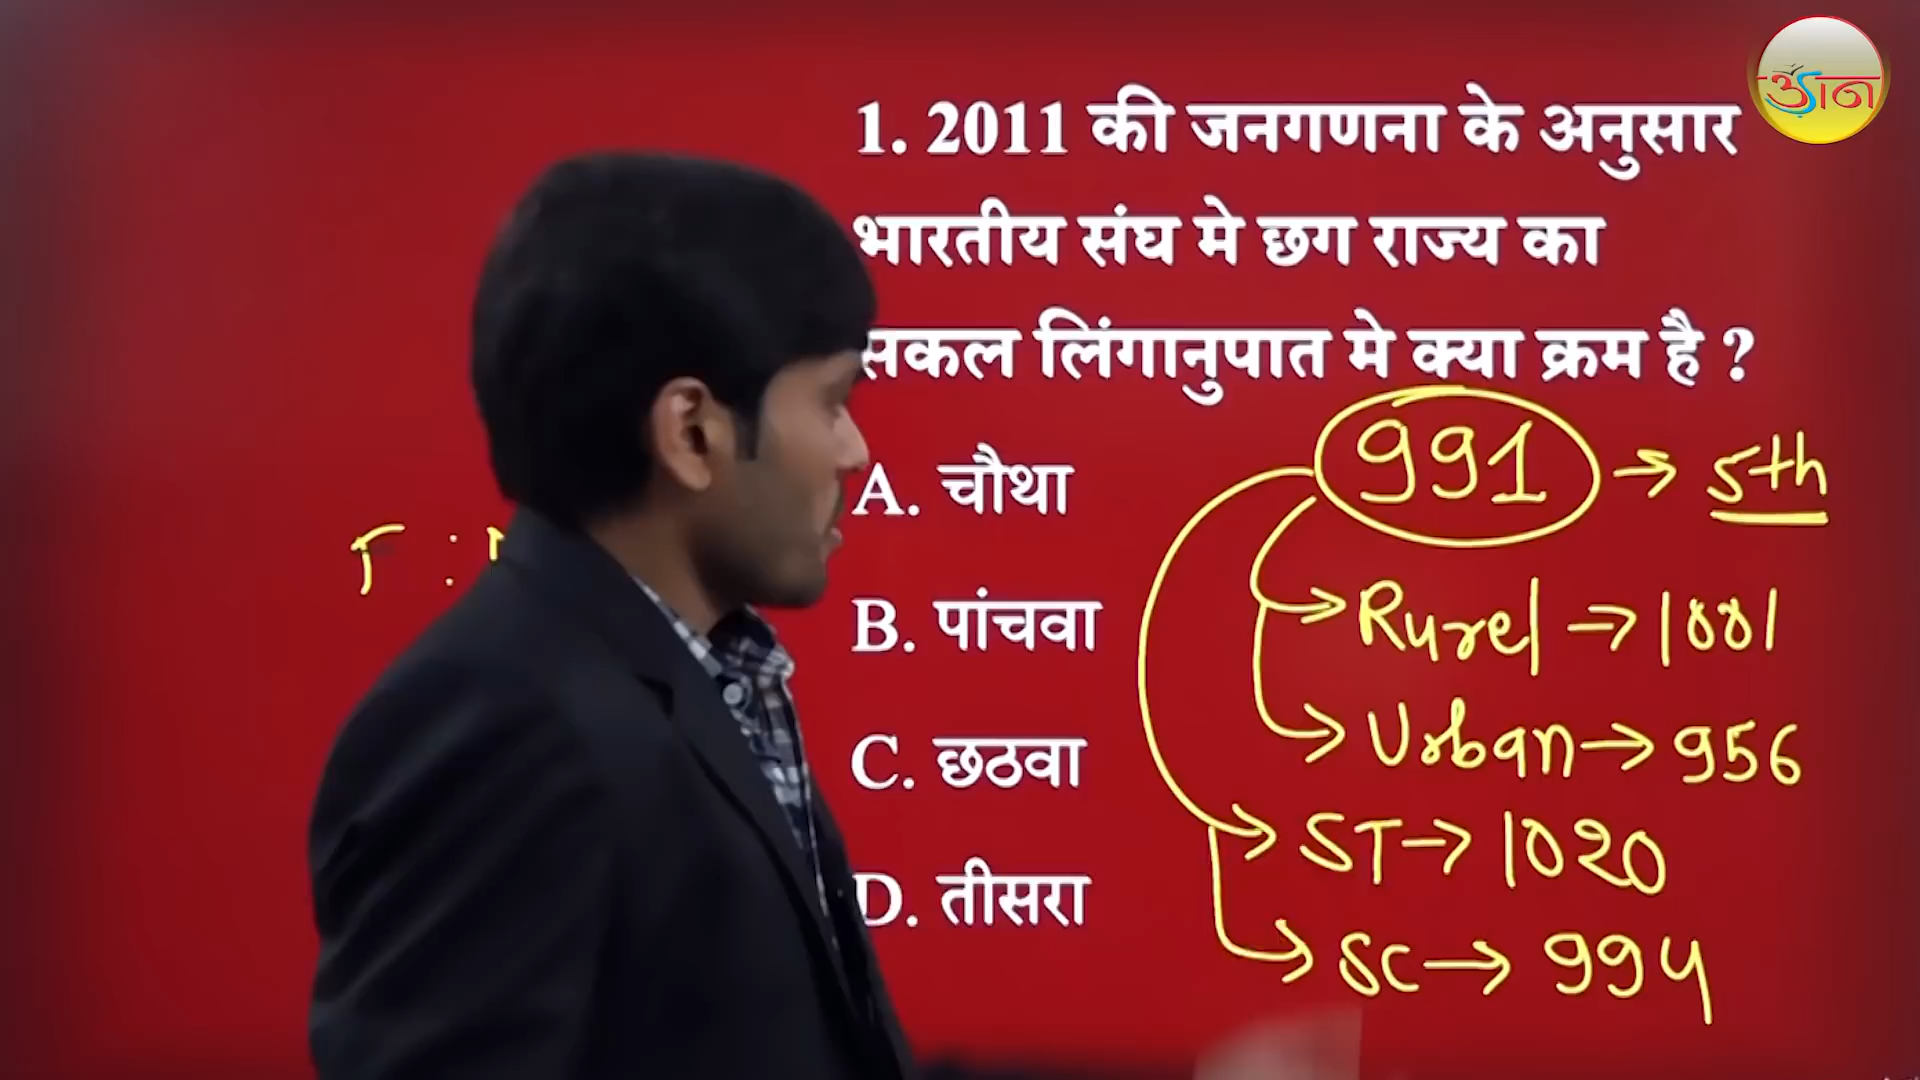 उड़ान
1. 2011 की जनगणना के अनुसार
भारतीय संघ मे छग राज्य का
सकल लिंगानुपात मे क्या क्रम है ?
991 → 5th
A. चौथा
B. पांचवा
Rurel → 1001
C. छठवा
Urban → 956
ST → 1020
D. तीसरा
SC → 994